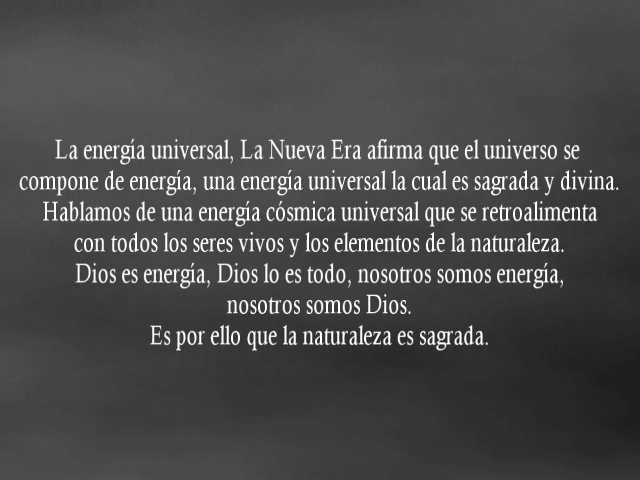 La energía universal, La Nueva Era afirma que el universo se
compone de energía, una energía universal la cual es sagrada y divina.
Hablamos de una energía cósmica universal que se retroalimenta
con todos los seres vivos y los elementos de la naturaleza.
Dios es energía, Dios lo es todo, nosotros somos energía,
nosotros somos Dios.
Es por ello que la naturaleza es sagrada.